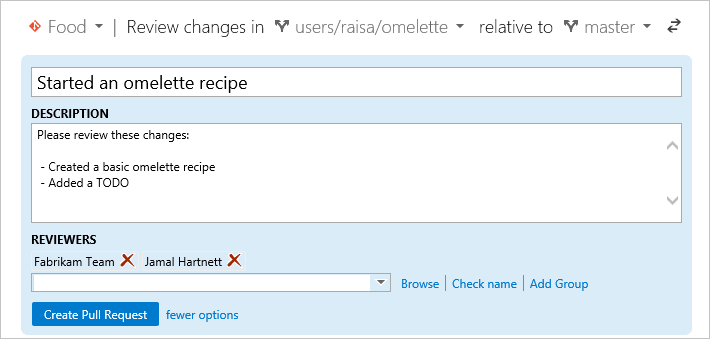 Food | Review changes in users/raisa/omelette relative to master
Started an omelette recipe
DESCRIPTION
Please review these changes:
- Created a basic omelette recipe
- Added a TODO
REVIEWERS
Fabrikam Team Jamal Hartnett
Browse | Check name | Add Group
Create Pull Request fewer options